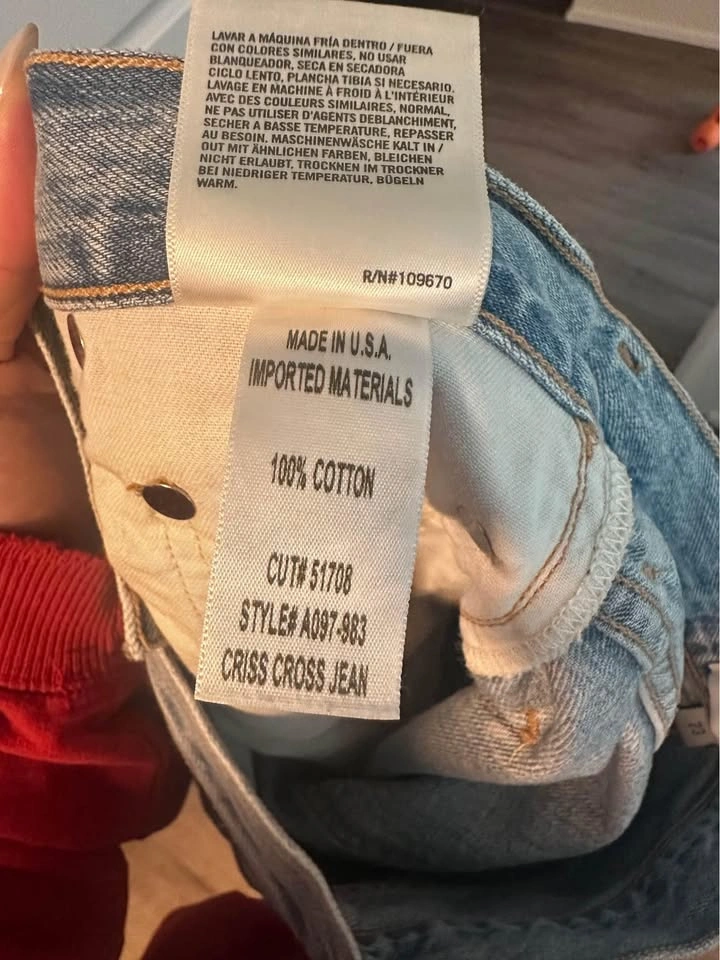 LAVAR A MÁQUINA FRÍA DENTRO / FUERA
CON COLORES SIMILARES, NO USAR
BLANQUEADOR, SECA EN SECADORA
CICLO LENTO, PLANCHA TIBIA SI NECESARIO.
LAVAGE EN MACHINE À FROID À L'INTÉRIEUR
AVEC DES COULEURS SIMILAIRES, NORMAL,
NE PAS UTILISER D'AGENTS DEBLANCHIMENT,
SECHER A BASSE TEMPERATURE, REPASSER
AU BESOIN. MASCHINENWÄSCHE KALT IN /
OUT MIT ÄHNLICHEN FARBEN, BLEICHEN
NICHT ERLAUBT, TROCKNEN IM TROCKNER
BEI NIEDRIGER TEMPERATUR. BÜGELN
WARM.
R/N#109670
MADE IN U.S.A.
IMPORTED MATERIALS
100% COTTON
CUT# 51708
STYLE# A097-983
CRISS CROSS JEAN